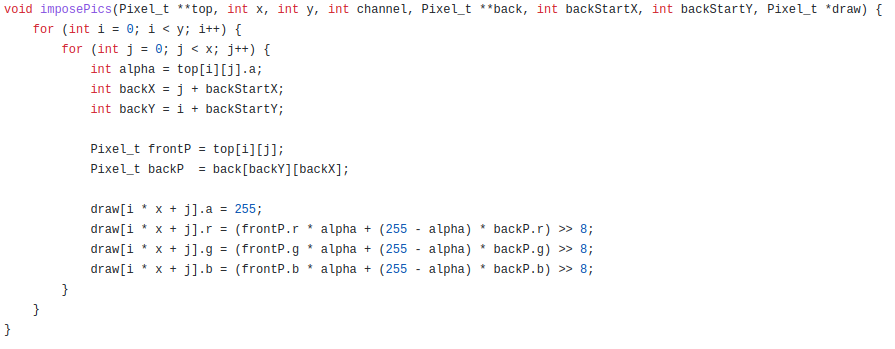 void imposePics(Pixel_t **top, int x, int y, int channel, Pixel_t **back, int backStartX, int backStartY, Pixel_t *draw) {
    for (int i = 0; i < y; i++) {
        for (int j = 0; j < x; j++) {
            int alpha = top[i][j].a;
            int backX = j + backStartX;
            int backY = i + backStartY;

            Pixel_t frontP = top[i][j];
            Pixel_t backP  = back[backY][backX];

            draw[i * x + j].a = 255;
            draw[i * x + j].r = (frontP.r * alpha + (255 - alpha) * backP.r) >> 8;
            draw[i * x + j].g = (frontP.g * alpha + (255 - alpha) * backP.g) >> 8;
            draw[i * x + j].b = (frontP.b * alpha + (255 - alpha) * backP.b) >> 8;
        }
    }
}